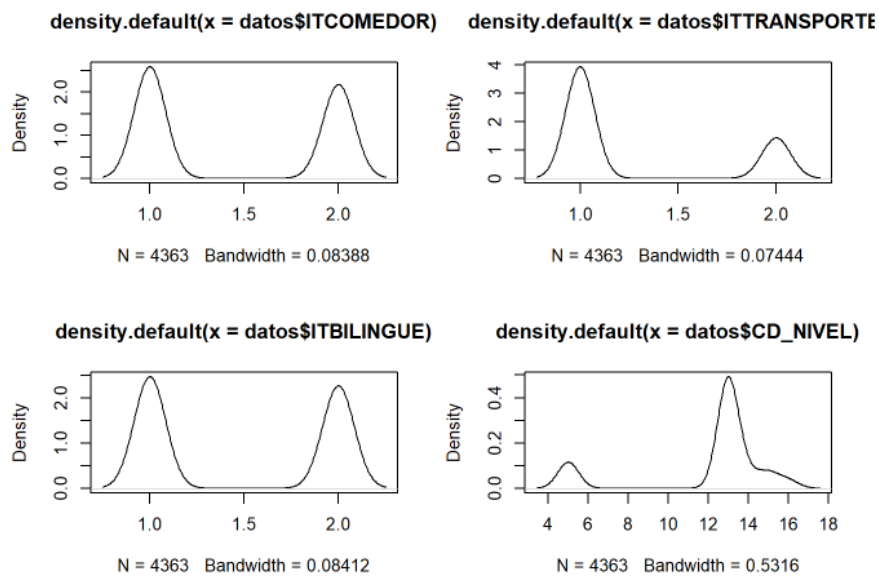 density.default(x = datos$ITCOMEDOR)
Density
0.0
1.0
2.0
1.0
1.5
2.0
N = 4363 Bandwidth = 0.08388
density.default(x = datos$ITTRANSPORTE
Density
0
1
2
3
4
1.0
1.5
2.0
N = 4363 Bandwidth = 0.07444
density.default(x = datos$ITBILINGUE)
Density
0.0
1.0
2.0
1.0
1.5
2.0
N = 4363 Bandwidth = 0.08412
density.default(x = datos$CD_NIVEL)
Density
0.0
0.2
0.4
4 6 8 10 12 14 16 18
N = 4363 Bandwidth = 0.5316